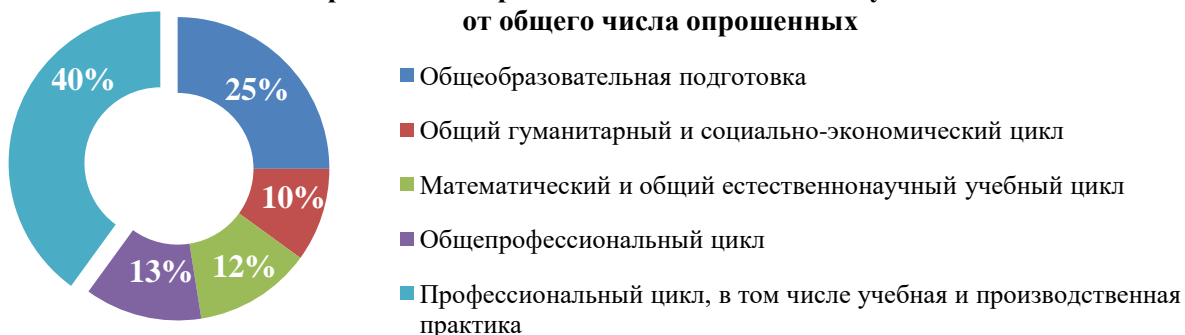 от общего числа опрошенных
40%
25%
10%
12%
13%
Общеобразовательная подготовка
Общий гуманитарный и социально-экономический цикл
Математический и общий естественнонаучный учебный цикл
Общепрофессиональный цикл
Профессиональный цикл, в том числе учебная и производственная
практика